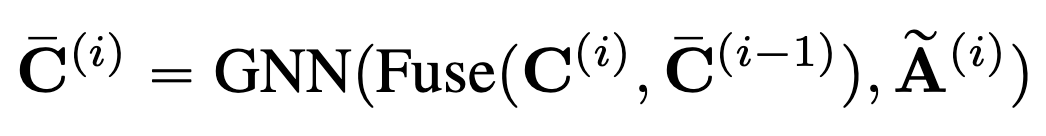 C̄⁽ⁱ⁾ = GNN(Fuse(C⁽ⁱ⁾, C̄⁽ⁱ⁻¹⁾), Ã⁽ⁱ⁾)